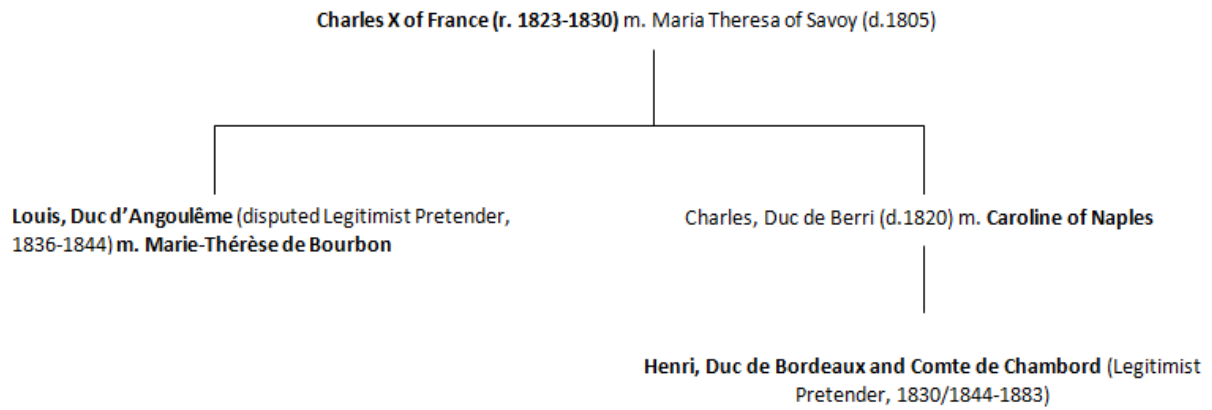 Charles X of France (r. 1823-1830) m. Maria Theresa of Savoy (d.1805)
Louis, Duc d'Angoulême (disputed Legitimist Pretender,
1836-1844) m. Marie-Thérèse de Bourbon
Charles, Duc de Berri (d.1820) m. Caroline of Naples
Henri, Duc de Bordeaux and Comte de Chambord (Legitimist
Pretender, 1830/1844-1883)